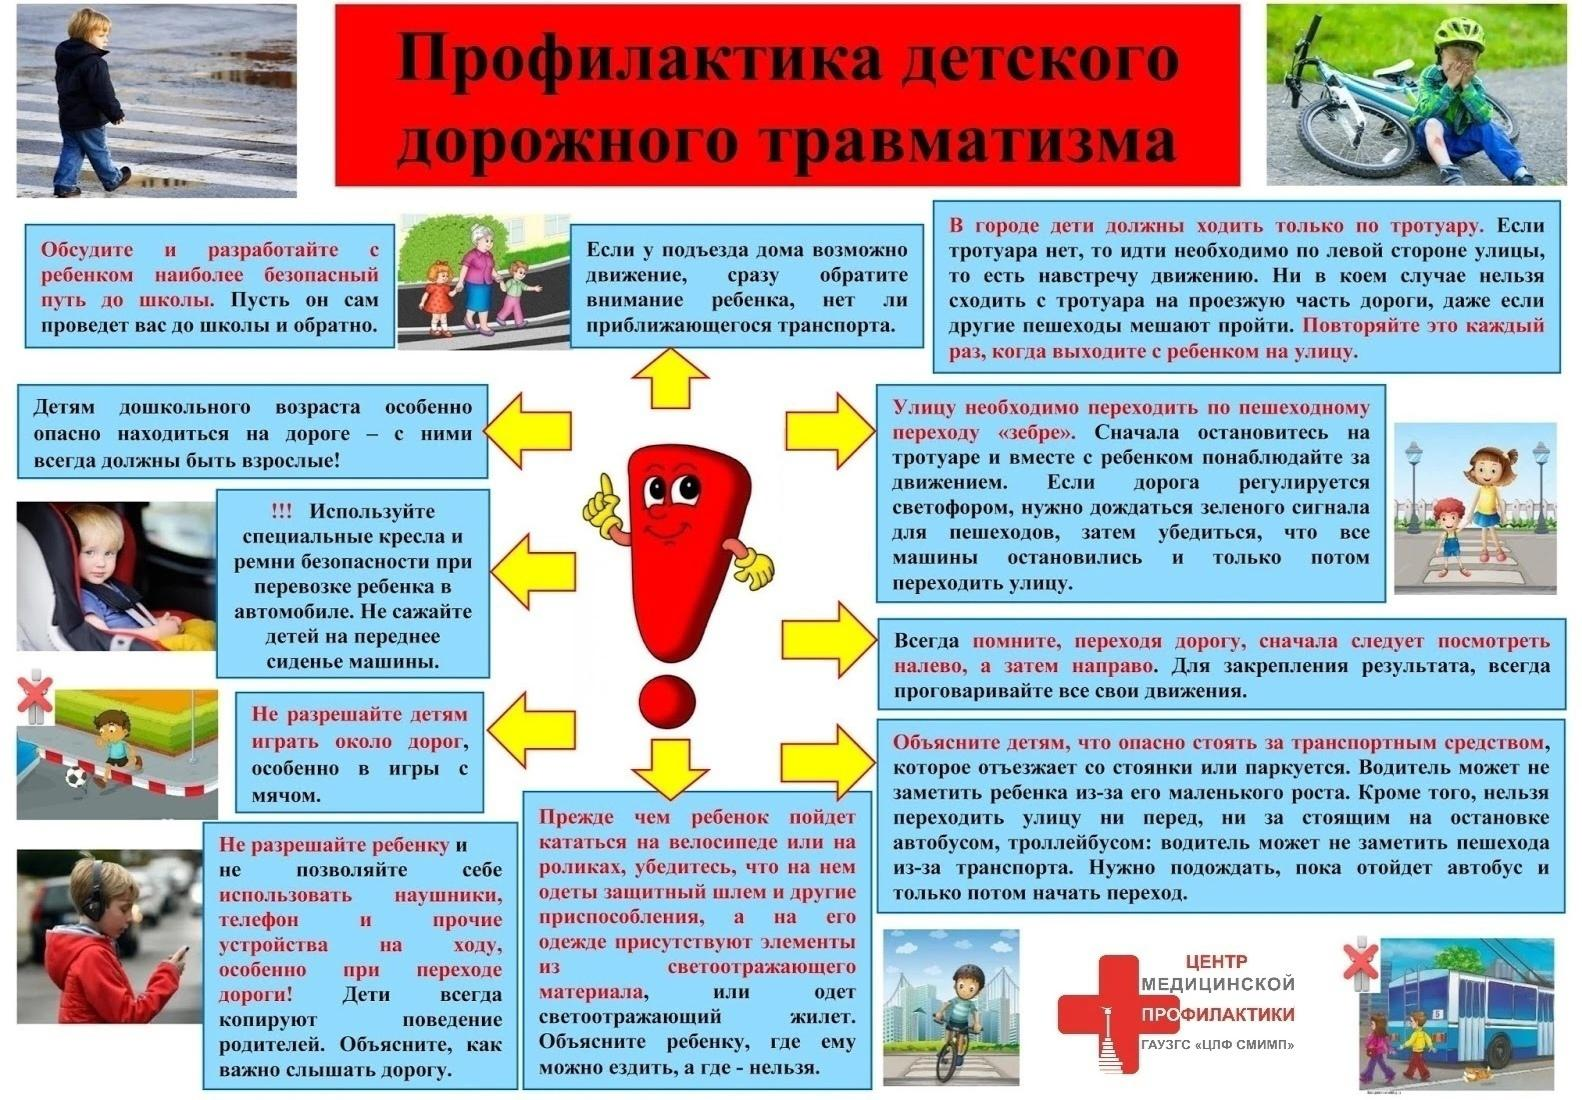 Профилактика детского
дорожного травматизма
Обсудите и разработайте с
ребенком наиболее безопасный
путь до школы. Пусть он сам
проведет вас до школы и обратно.
Если у подъезда дома возможно
движение, сразу обратите
внимание ребенка, нет ли
приближающегося транспорта.
В городе дети должны ходить только по тротуару. Если
тротуара нет, то идти необходимо по левой стороне улицы,
то есть навстречу движению. Ни в коем случае нельзя
сходить с тротуара на проезжую часть дороги, даже если
другие пешеходы мешают пройти. Повторяйте это каждый
раз, когда выходите с ребенком на улицу.
Детям дошкольного возраста особенно
опасно находиться на дороге – с ними
всегда должны быть взрослые!
Улицу необходимо переходить по пешеходному
переходу «зебре». Сначала остановитесь на
тротуаре и вместе с ребенком понаблюдайте за
движением. Если дорога регулируется
светофором, нужно дождаться зеленого сигнала
для пешеходов, затем убедиться, что все
машины остановились и только потом
переходить улицу.
!!! Используйте
специальные кресла и
ремни безопасности при
перевозке ребенка в
автомобиле. Не сажайте
детей на переднее
сиденье машины.
Всегда помните, переходя дорогу, сначала следует посмотреть
налево, а затем направо. Для закрепления результата, всегда
проговаривайте все свои движения.
Не разрешайте детям
играть около дорог,
особенно в игры с
мячом.
Объясните детям, что опасно стоять за транспортным средством,
которое отъезжает со стоянки или паркуется. Водитель может не
заметить ребенка из-за его маленького роста. Кроме того, нельзя
переходить улицу ни перед, ни за стоящим на остановке
автобусом, троллейбусом: водитель может не заметить пешехода
из-за транспорта. Нужно подождать, пока отойдет автобус и
только потом начать переход.
Не разрешайте ребенку и
не позволяйте себе
использовать наушники,
телефон и прочие
устройства на ходу,
особенно при переходе
дороги! Дети всегда
копируют поведение
родителей. Объясните, как
важно слышать дорогу.
Прежде чем ребенок пойдет
кататься на велосипеде или на
роликах, убедитесь, что на нем
одеты защитный шлем и другие
приспособления, а на его
одежде присутствуют элементы
из светоотражающего
материала, или одет
светоотражающий жилет.
Объясните ребенку, где ему
можно ездить, а где - нельзя.
ЦЕНТР
МЕДИЦИНСКОЙ
ПРОФИЛАКТИКИ
ГАУЗГС «ЦЛФ СМИМП»
5